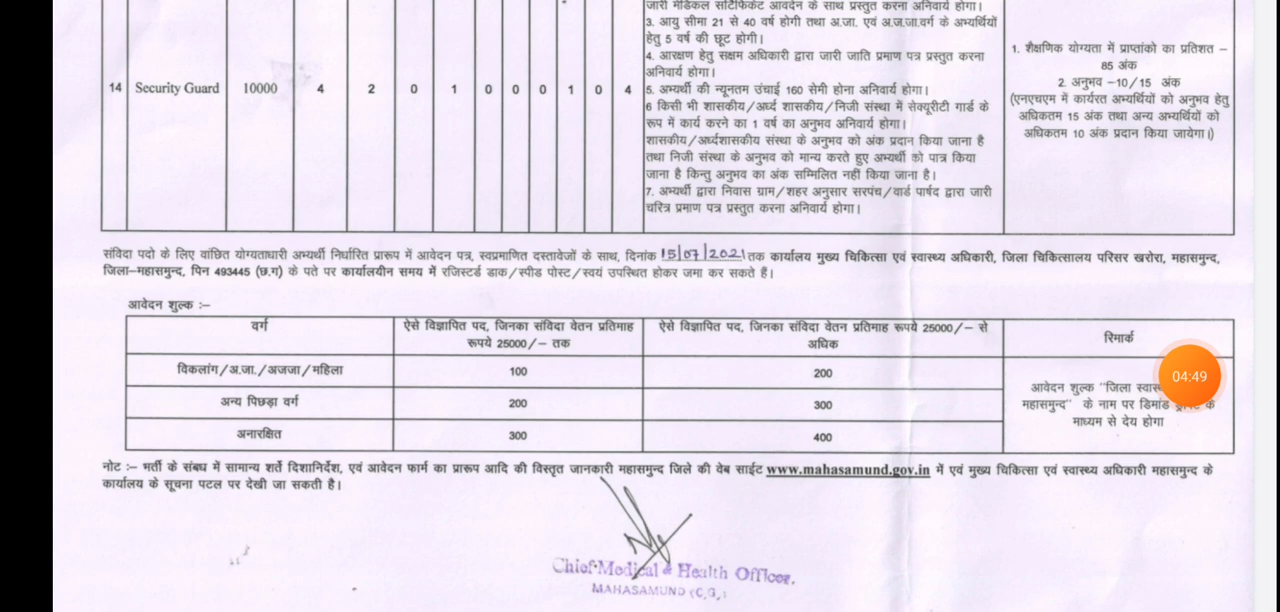 जारी मेडिकल सर्टिफिकेट आवदेन के साथ प्रस्तुत करना अनिवार्य होगा।
3. आयु सीमा 21 से 40 वर्ष होगी तथा अ.जा. एवं अ.ज.जा.वर्ग के अभ्यर्थियों
हेतु 5 वर्ष की छूट होगी।
4. आरक्षण हेतु सक्षम अधिकारी द्वारा जारी जाति प्रमाण पत्र प्रस्तुत करना
अनिवार्य होगा।
14 Security Guard 10000 4 2 0 1 0 0 0 1 0 4
5. अभ्यर्थी की न्यूनतम उंचाई 160 सेमी होना अनिवार्य होगा।
6 किसी भी शासकीय/अर्ध्द शासकीय/निजी संस्था में सेक्यूरीटी गार्ड के
रूप में कार्य करने का 1 वर्ष का अनुभव अनिवार्य होगा।
शासकीय/अर्ध्दशासकीय संस्था के अनुभव को अंक प्रदान किया जाना है
तथा निजी संस्था के अनुभव को मान्य करते हुए अभ्यर्थी को पात्र किया
जाना है किन्तु अनुभव का अंक सम्मिलित नहीं किया जाना है।
7. अभ्यर्थी द्वारा निवास ग्राम/शहर अनुसार सरपंच/वार्ड पार्षद द्वारा जारी
चरित्र प्रमाण पत्र प्रस्तुत करना अनिवार्य होगा।
1. शैक्षणिक योग्यता में प्राप्तांको का प्रतिशत –
85 अंक
2. अनुभव –10/15 अंक
(एनएचएम में कार्यरत अभ्यर्थियों को अनुभव हेतु
अधिकतम 15 अंक तथा अन्य अभ्यर्थियों को
अधिकतम 10 अंक प्रदान किया जायेगा।)
संविदा पदो के लिए वांछित योग्यताधारी अभ्यर्थी निर्धारित प्रारूप में आवेदन पत्र, स्वप्रमाणित दस्तावेजों के साथ, दिनांक 15/07/2021 तक कार्यालय मुख्य चिकित्सा एवं स्वास्थ्य अधिकारी, जिला चिकित्सालय परिसर खरोरा, महासमुन्द,
जिला–महासमुन्द, पिन 493445 (छ.ग) के पते पर कार्यालयीन समय में रजिस्टर्ड डाक/स्पीड पोस्ट/स्वयं उपस्थित होकर जमा कर सकते हैं।
आवेदन शुल्क :–
वर्ग
ऐसे विज्ञापित पद, जिनका संविदा वेतन प्रतिमाह
रूपये 25000/– तक
ऐसे विज्ञापित पद, जिनका संविदा वेतन प्रतिमाह रूपये 25000/– से
अधिक
रिमार्क
विकलांग/अ.जा./अजजा/महिला 100 200
अन्य पिछड़ा वर्ग 200 300
अनारक्षित 300 400
आवेदन शुल्क "जिला स्वास्
महासमुन्द" के नाम पर डिमांड के
माध्यम से देय होगा
04:49
नोट :– भर्ती के संबध में सामान्य शर्ते दिशानिर्देश, एवं आवेदन फार्म का प्रारूप आदि की विस्तृत जानकारी महासमुन्द जिले की वेब साईट www.mahasamund.gov.in में एवं मुख्य चिकित्सा एवं स्वास्थ्य अधिकारी महासमुन्द के
कार्यालय के सूचना पटल पर देखी जा सकती है।
Chief Medical & Health Officer.
MAHASAMUND (C.G.)